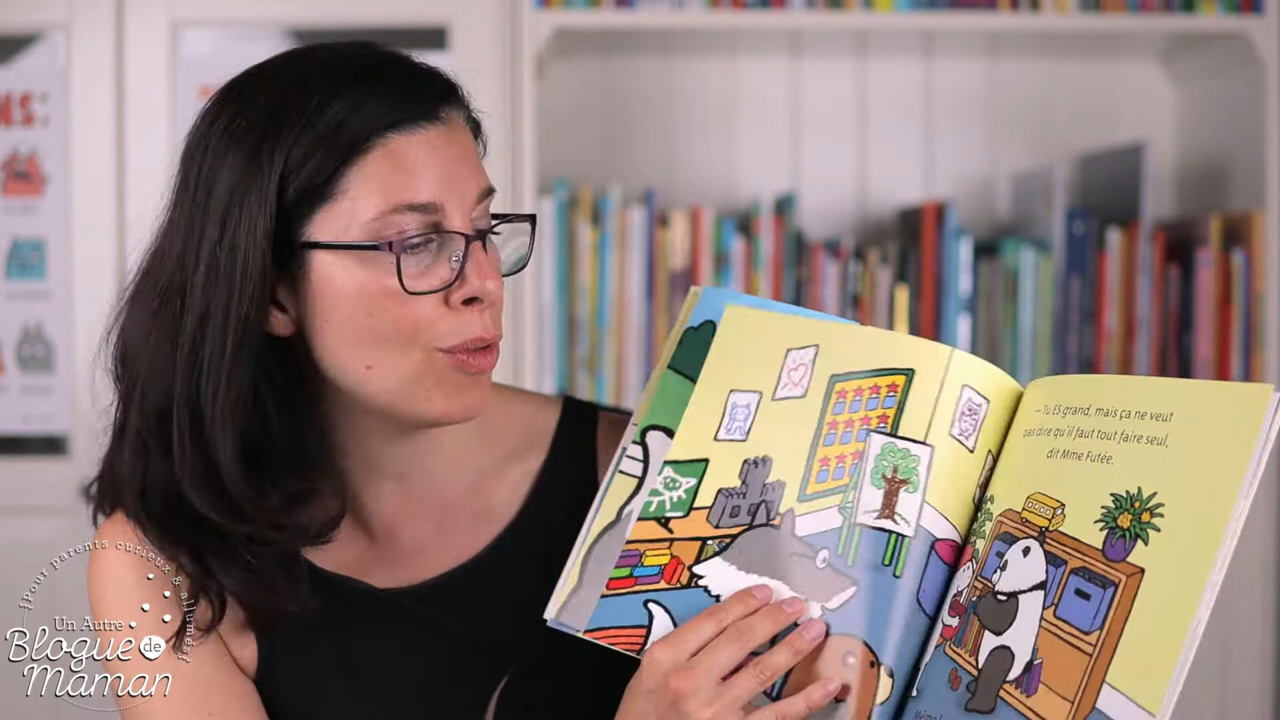 NS:
— Tu ES grand, mais ça ne veut
pas dire qu'il faut tout faire seul,
dit Mme Futée.
{Pour parents curieux & allumés}
Un Autre
Blogue de
Maman